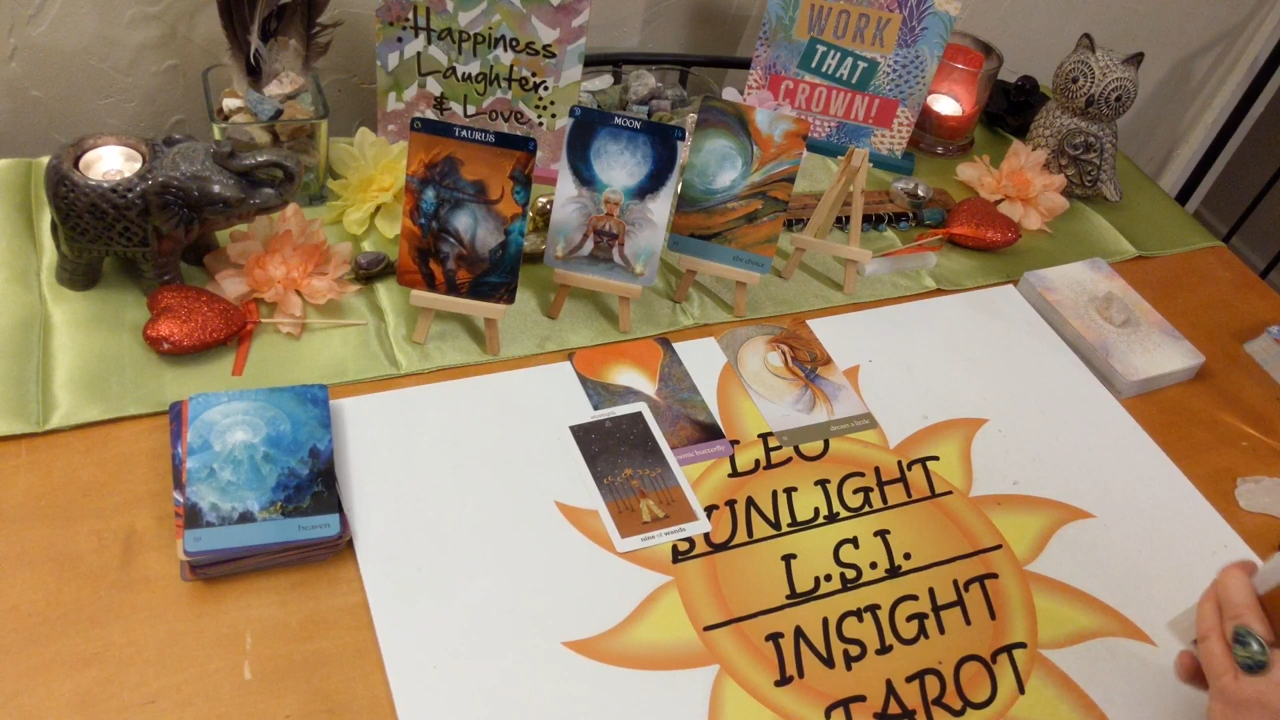 Happiness
Laughter
& Love
WORK
THAT
CROWN!
TAURUS
MOON
the choice
heaven
cosmic butterfly
dream a little
nine of wands
LEO
SUNLIGHT
L.S.I.
INSIGHT
TAROT